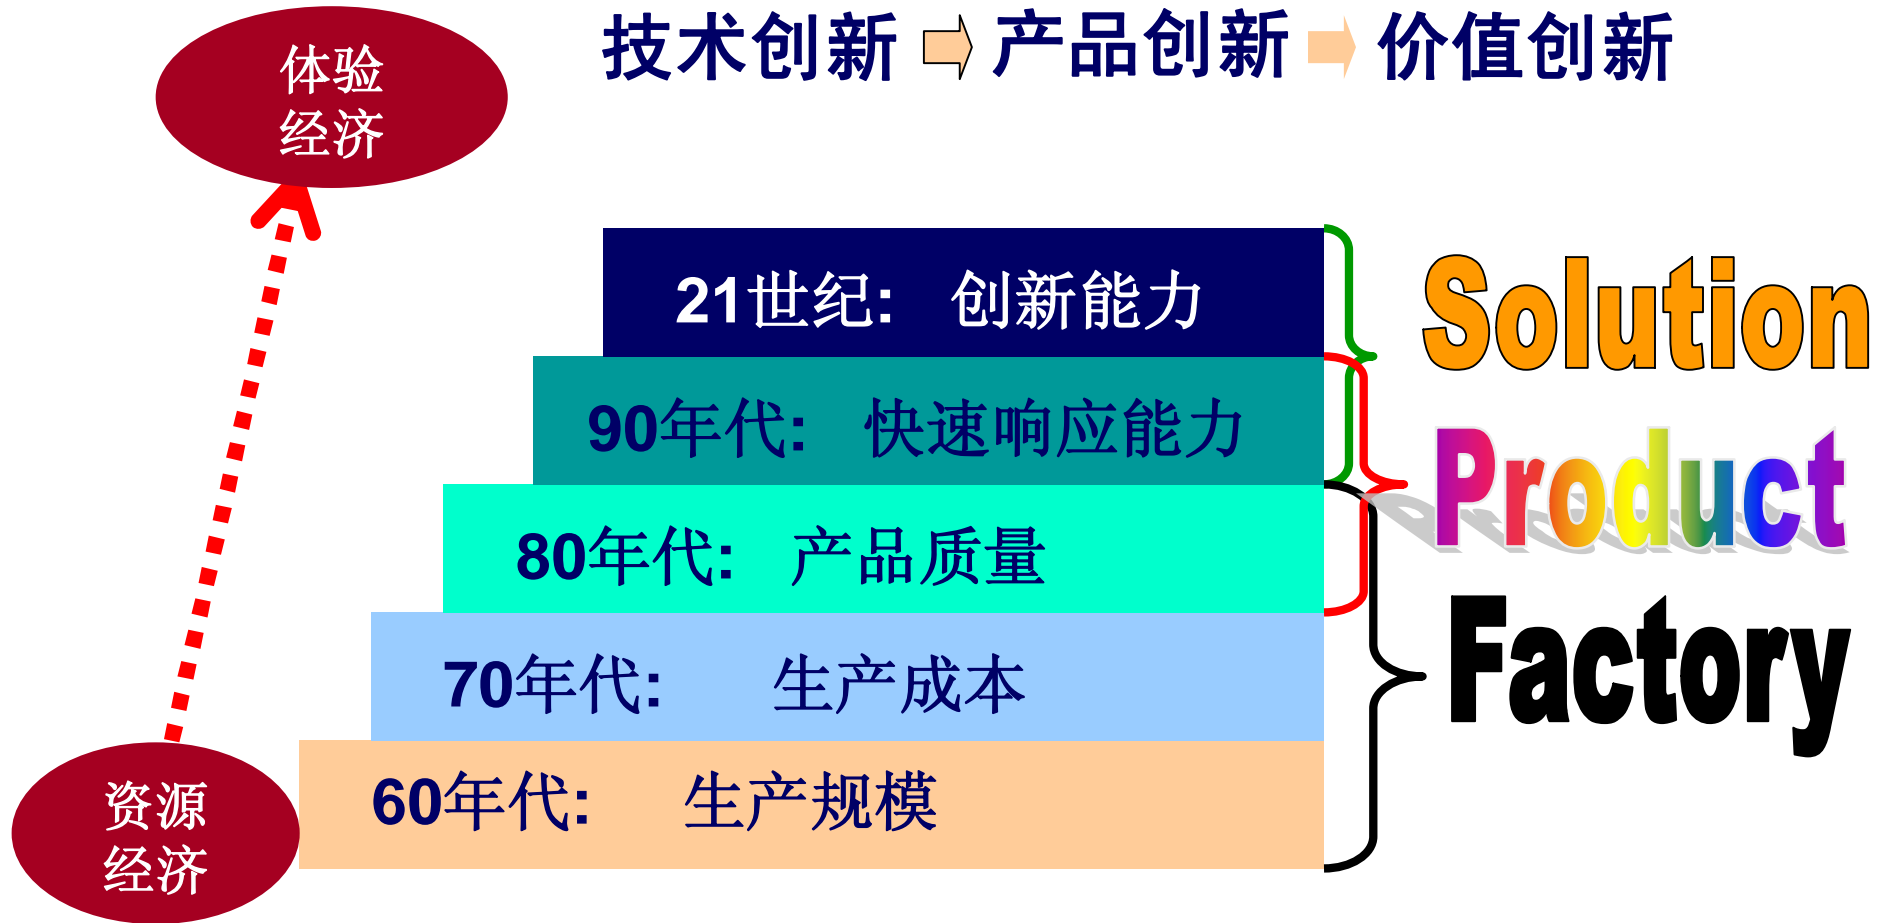 技术创新 产品创新 价值创新
体验
经济
21世纪: 创新能力
90年代: 快速响应能力
80年代: 产品质量
70年代: 生产成本
60年代: 生产规模
Solution
Product
Factory
资源
经济